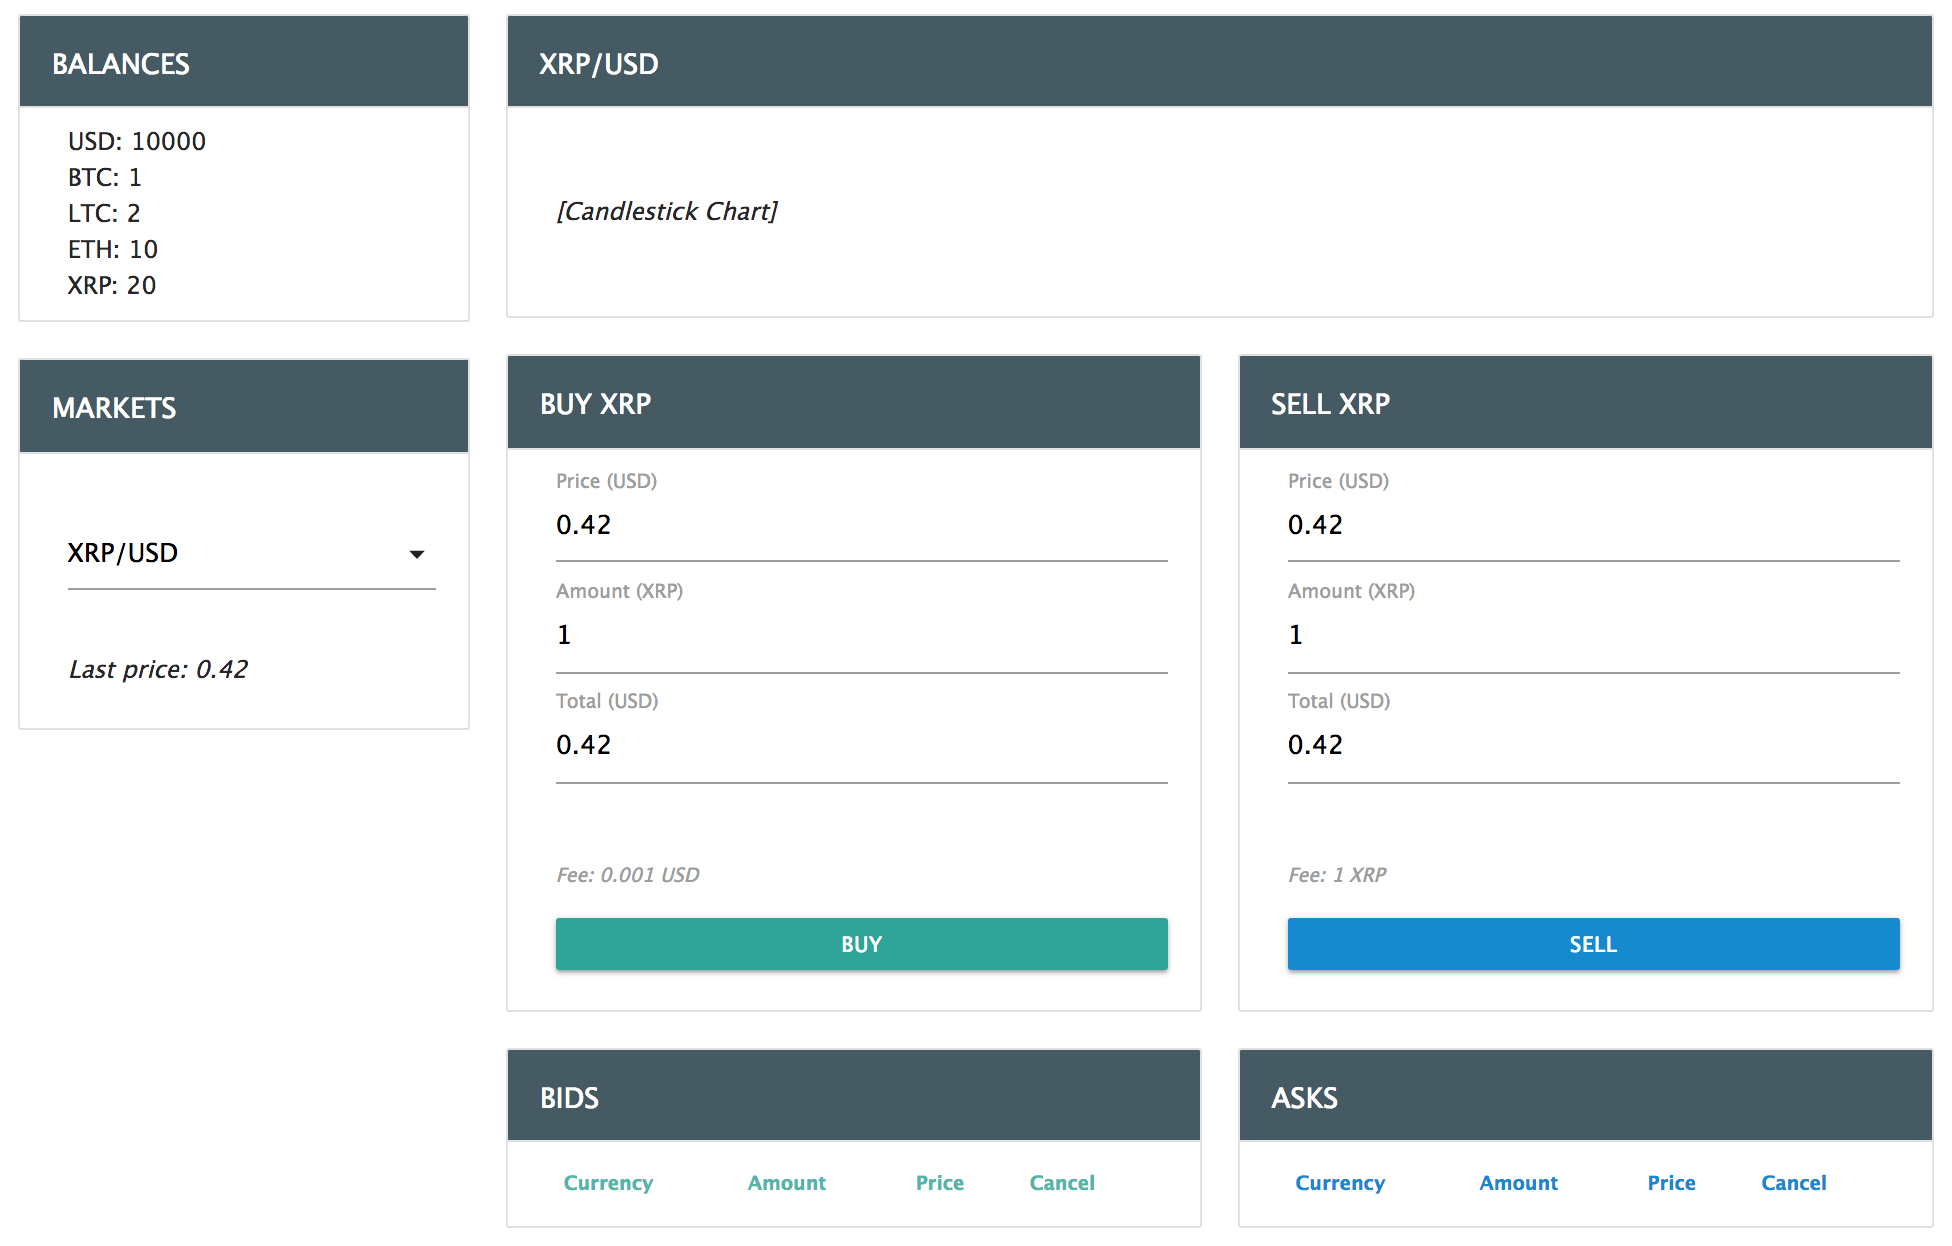 BALANCES
USD: 10000
BTC: 1
LTC: 2
ETH: 10
XRP: 20
MARKETS
XRP/USD
Last price: 0.42
XRP/USD
[Candlestick Chart]
BUY XRP
Price (USD)
0.42
Amount (XRP)
1
Total (USD)
0.42
Fee: 0.001 USD
BUY
SELL XRP
Price (USD)
0.42
Amount (XRP)
1
Total (USD)
0.42
Fee: 1 XRP
SELL
BIDS
Currency Amount Price Cancel
ASKS
Currency Amount Price Cancel